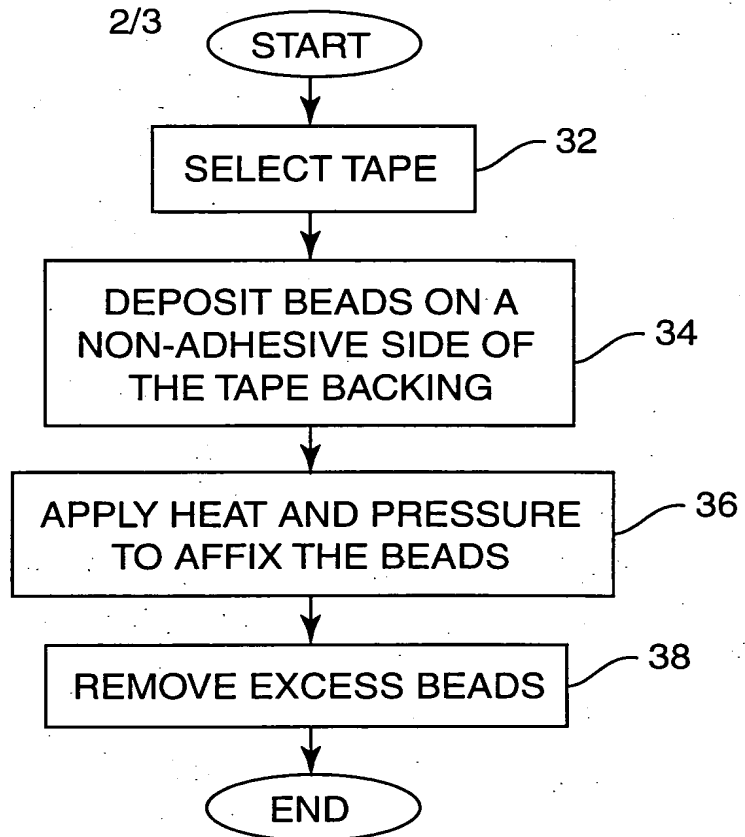 2/3
START
SELECT TAPE
32
DEPOSIT BEADS ON A
NON-ADHESIVE SIDE OF
THE TAPE BACKING
34
APPLY HEAT AND PRESSURE
TO AFFIX THE BEADS
36
REMOVE EXCESS BEADS
38
END